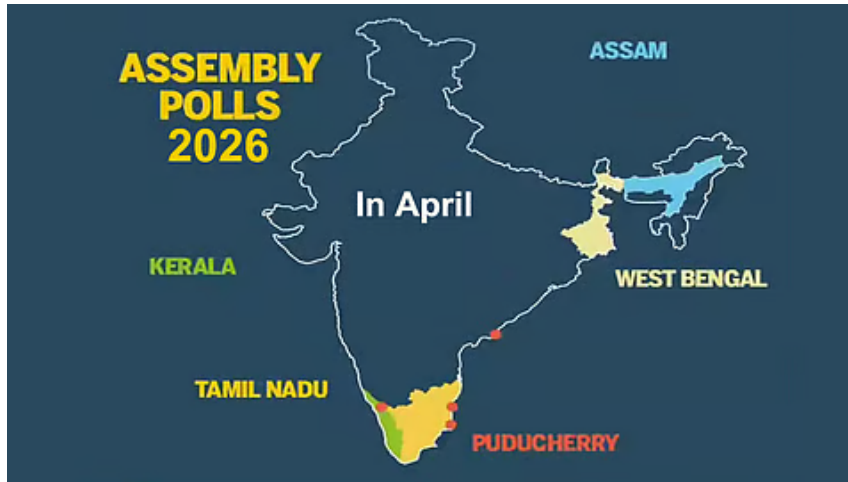 ASSEMBLY
POLLS
2026
ASSAM
In April
KERALA
WEST BENGAL
TAMIL NADU
PUDUCHERRY